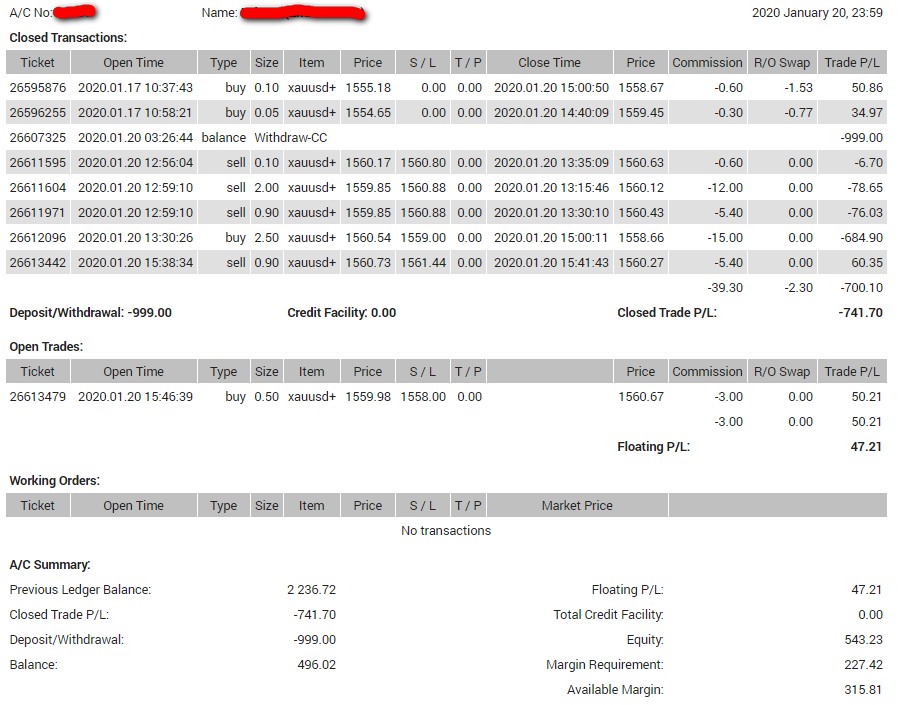 A/C No: Name: 2020 January 20, 23:59
Closed Transactions:
Ticket Open Time Type Size Item Price S / L T / P Close Time Price Commission R/O Swap Trade P/L
26595876 2020.01.17 10:37:43 buy 0.10 xauusd+ 1555.18 0.00 0.00 2020.01.20 15:00:50 1558.67 -0.60 -1.53 50.86
26596255 2020.01.17 10:58:21 buy 0.05 xauusd+ 1554.65 0.00 0.00 2020.01.20 14:40:09 1559.45 -0.30 -0.77 34.97
26607325 2020.01.20 03:26:44 balance Withdraw-CC -999.00
26611595 2020.01.20 12:56:04 sell 0.10 xauusd+ 1560.17 1560.80 0.00 2020.01.20 13:35:09 1560.63 -0.60 0.00 -6.70
26611604 2020.01.20 12:59:10 sell 2.00 xauusd+ 1559.85 1560.88 0.00 2020.01.20 13:15:46 1560.12 -12.00 0.00 -78.65
26611971 2020.01.20 12:59:10 sell 0.90 xauusd+ 1559.85 1560.88 0.00 2020.01.20 13:30:10 1560.43 -5.40 0.00 -76.03
26612096 2020.01.20 13:30:26 buy 2.50 xauusd+ 1560.54 1559.00 0.00 2020.01.20 15:00:11 1558.66 -15.00 0.00 -684.90
26613442 2020.01.20 15:38:34 sell 0.90 xauusd+ 1560.73 1561.44 0.00 2020.01.20 15:41:43 1560.27 -5.40 0.00 60.35
-39.30 -2.30 -700.10
Deposit/Withdrawal: -999.00 Credit Facility: 0.00 Closed Trade P/L: -741.70
Open Trades:
Ticket Open Time Type Size Item Price S / L T / P Price Commission R/O Swap Trade P/L
26613479 2020.01.20 15:46:39 buy 0.50 xauusd+ 1559.98 1558.00 0.00 1560.67 -3.00 0.00 50.21
-3.00 0.00 50.21
Floating P/L: 47.21
Working Orders:
Ticket Open Time Type Size Item Price S / L T / P Market Price
No transactions
A/C Summary:
Previous Ledger Balance: 2 236.72 Floating P/L: 47.21
Closed Trade P/L: -741.70 Total Credit Facility: 0.00
Deposit/Withdrawal: -999.00 Equity: 543.23
Balance: 496.02 Margin Requirement: 227.42
Available Margin: 315.81